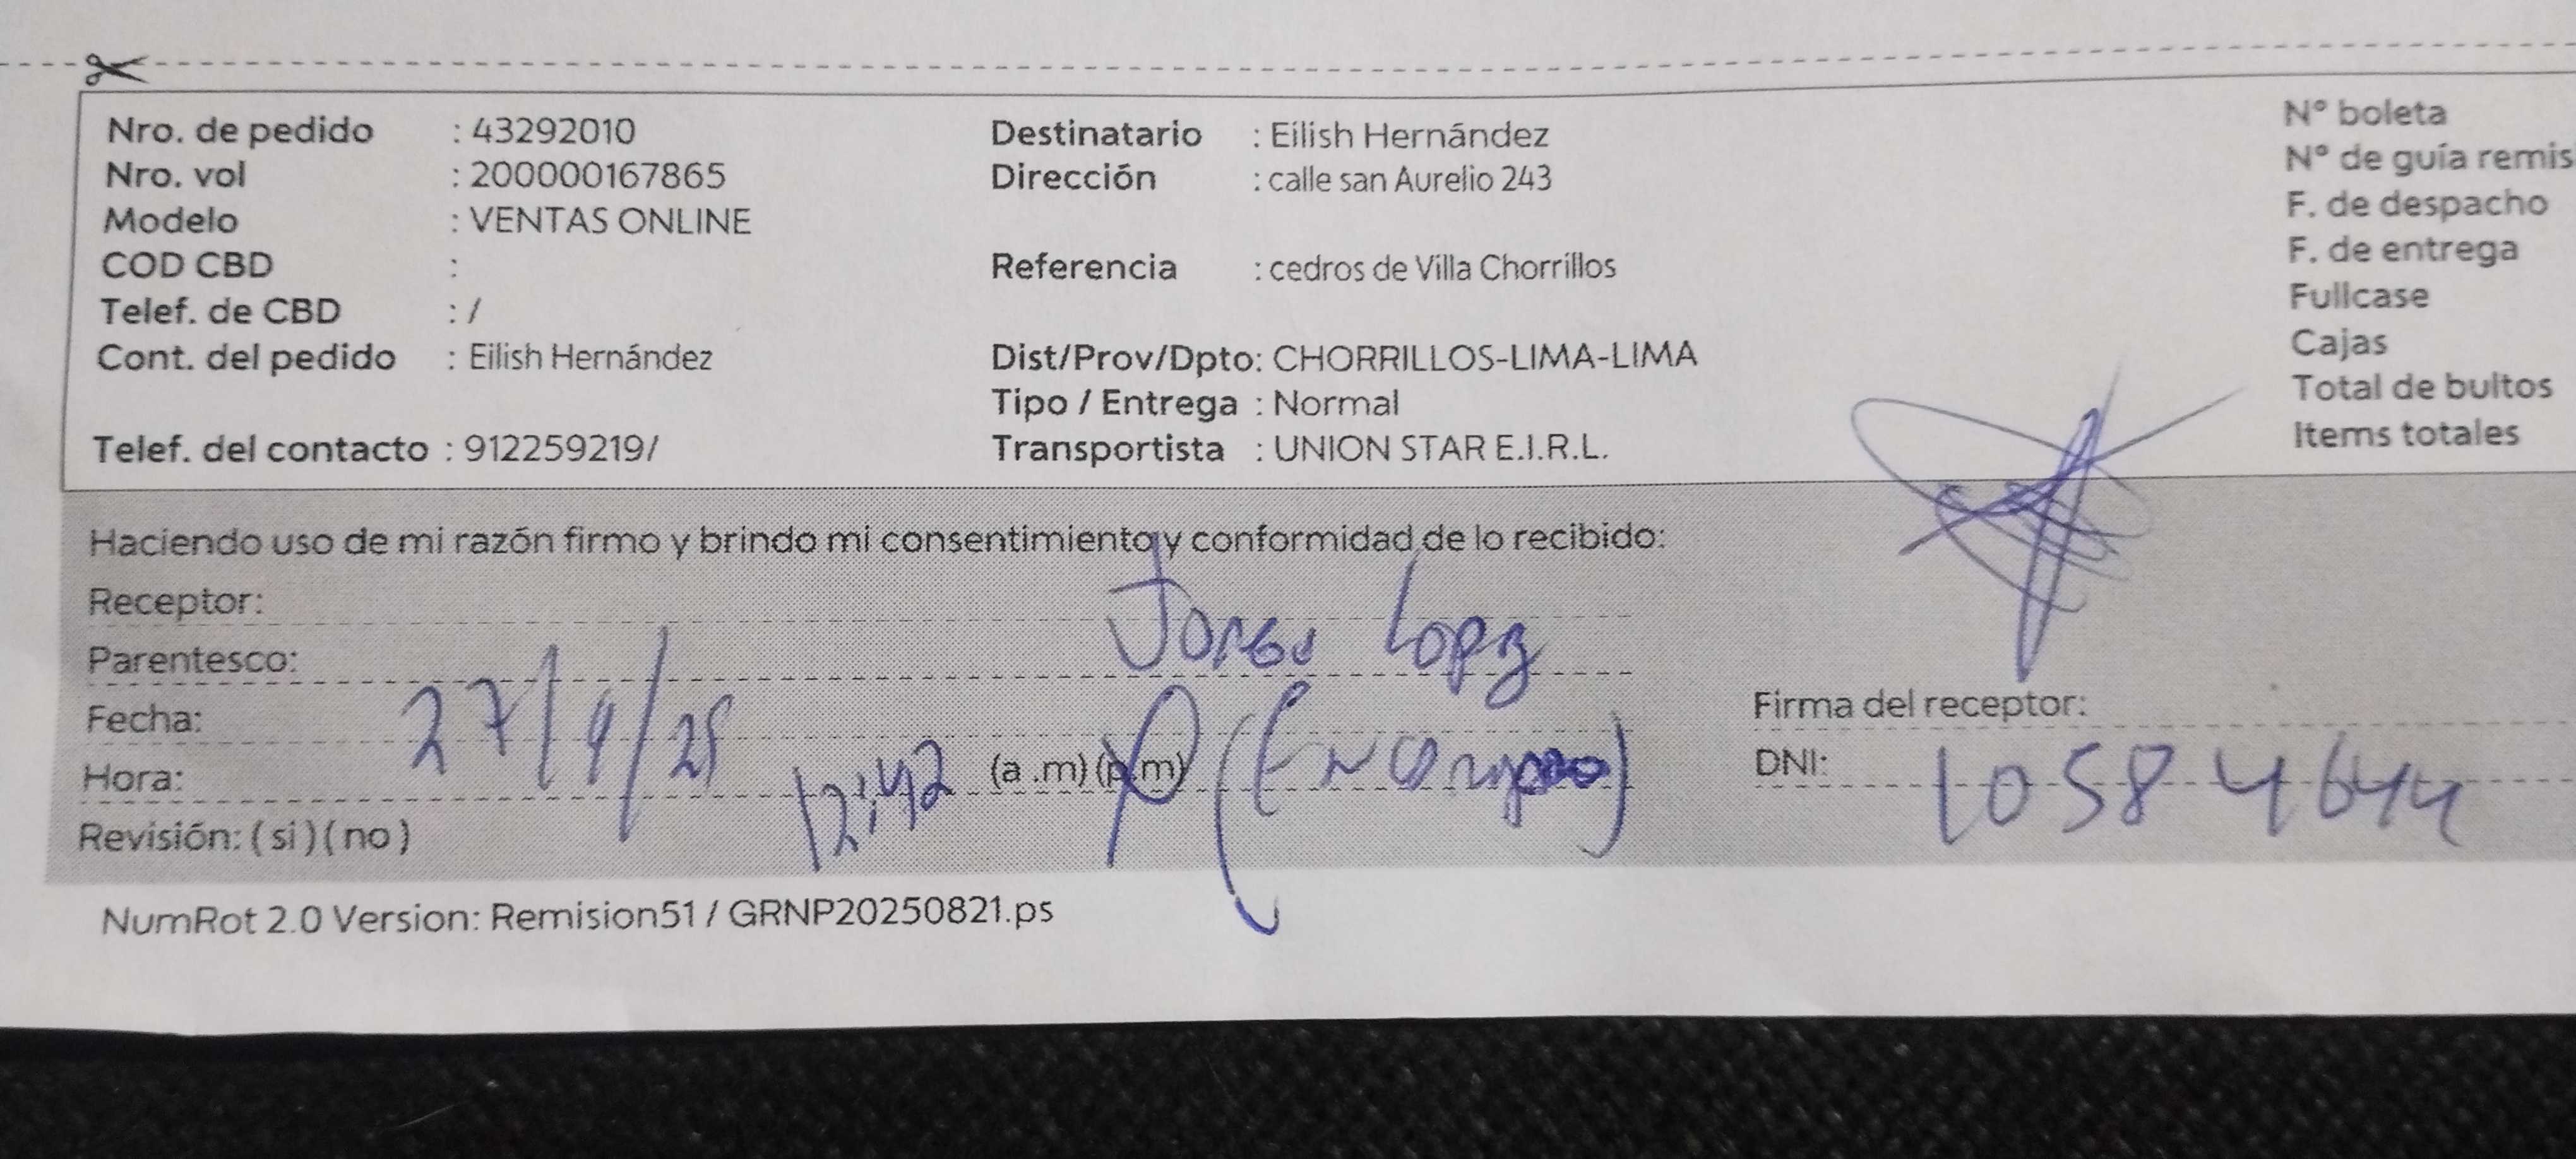 Nro. de pedido : 43292010
Nro. vol : 200000167865
Modelo : VENTAS ONLINE
COD CBD :
Telef. de CBD : /
Cont. del pedido : Eilish Hernández
Telef. del contacto : 912259219/
Destinatario : Eilish Hernández
Dirección : calle san Aurelio 243
Referencia : cedros de Villa Chorrillos
Dist/Prov/Dpto: CHORRILLOS-LIMA-LIMA
Tipo / Entrega : Normal
Transportista : UNION STAR E.I.R.L.
N° boleta
N° de guía remis
F. de despacho
F. de entrega
Fullcase
Cajas
Total de bultos
Items totales
Haciendo uso de mi razón firmo y brindo mi consentimiento y conformidad de lo recibido:
Receptor: Jorge
Parentesco:
Fecha: 27/9/25
Hora: 12:42 (a .m) (p.m)
Revisión: ( si ) ( no )
Firma del receptor:
DNI: 10584644
NumRot 2.0 Version: Remision51 / GRNP20250821.ps